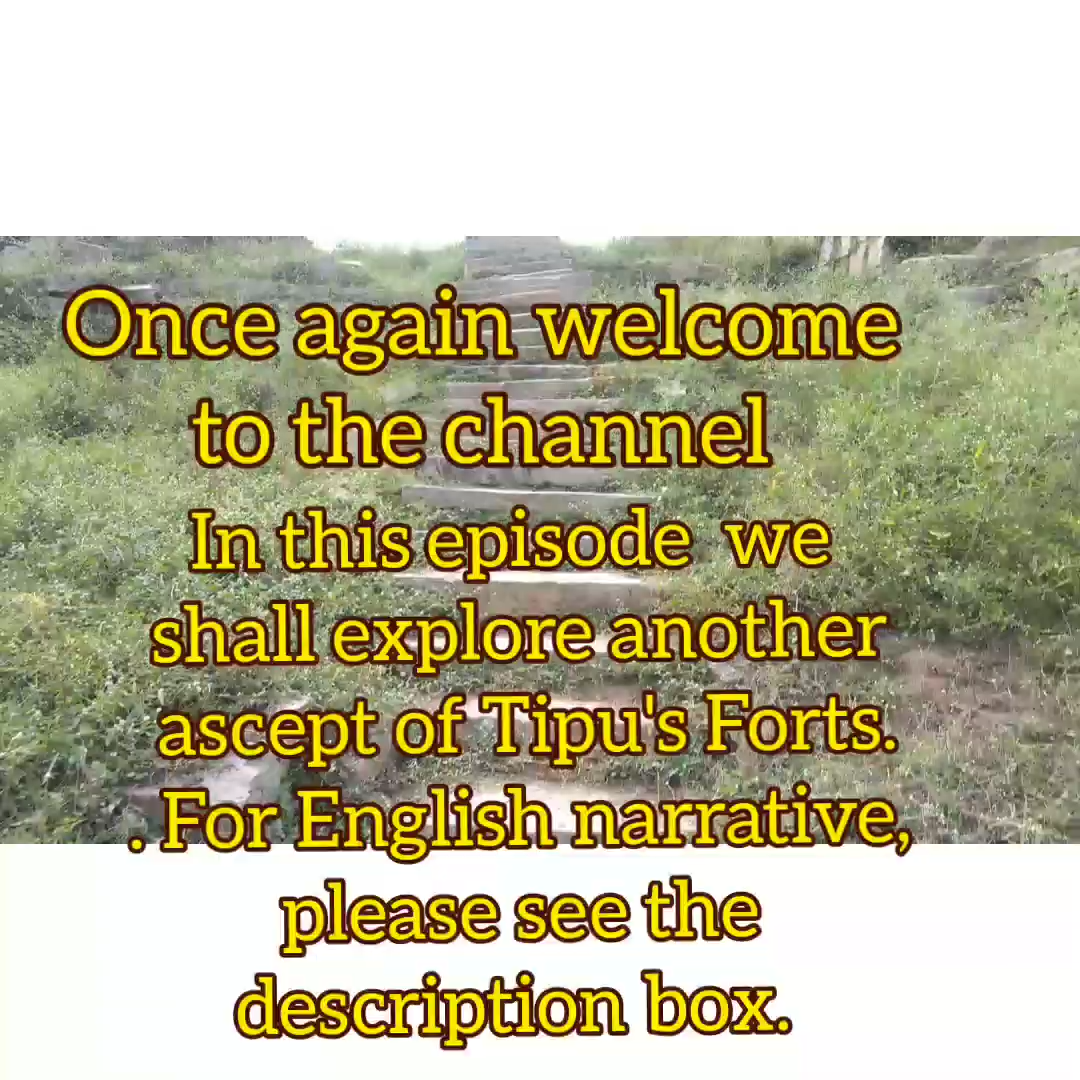 Once again welcome
to the channel
In this episode we
shall explore another
ascept of Tipu's Forts.
. For English narrative,
please see the
description box.